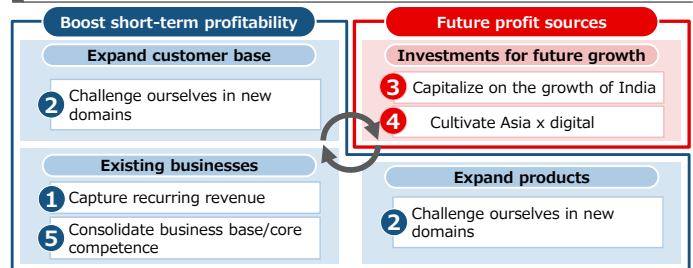 Boost short-term profitability
Expand customer base
2 Challenge ourselves in new
domains
Existing businesses
1 Capture recurring revenue
5 Consolidate business base/core
competence
Future profit sources
Investments for future growth
3 Capitalize on the growth of India
4 Cultivate Asia x digital
Expand products
2 Challenge ourselves in new
domains